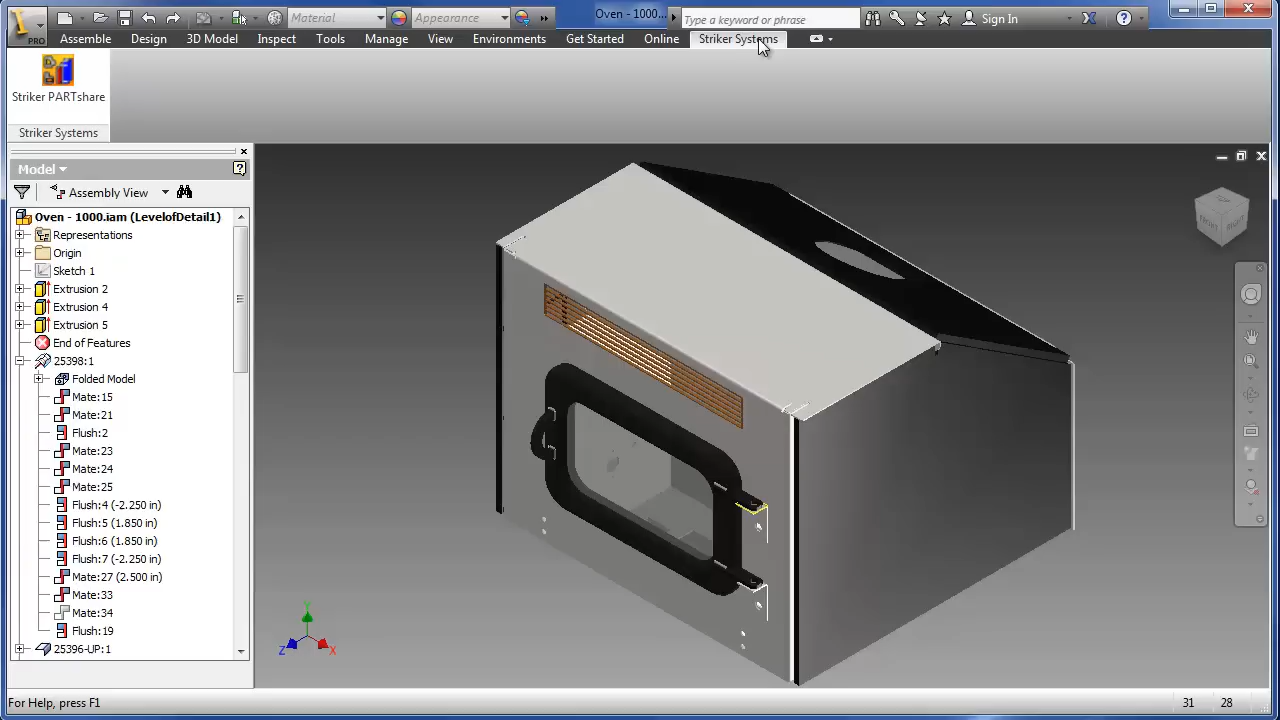 Material
Appearance
Oven - 1000...
Type a keyword or phrase
Sign In
PRO
Assemble
Design
3D Model
Inspect
Tools
Manage
View
Environments
Get Started
Online
Striker Systems
Striker PARTshare
Striker Systems
Model
Assembly View
Oven - 1000.iam (LevelofDetail1)
Representations
Origin
Sketch 1
Extrusion 2
Extrusion 4
Extrusion 5
End of Features
25398:1
Folded Model
Mate:15
Mate:21
Flush:2
Mate:23
Mate:24
Mate:25
Flush:4 (-2.250 in)
Flush:5 (1.850 in)
Flush:6 (1.850 in)
Flush:7 (-2.250 in)
Mate:27 (2.500 in)
Mate:33
Mate:34
Flush:19
25396-UP:1
Y
Z
X
For Help, press F1
31
28